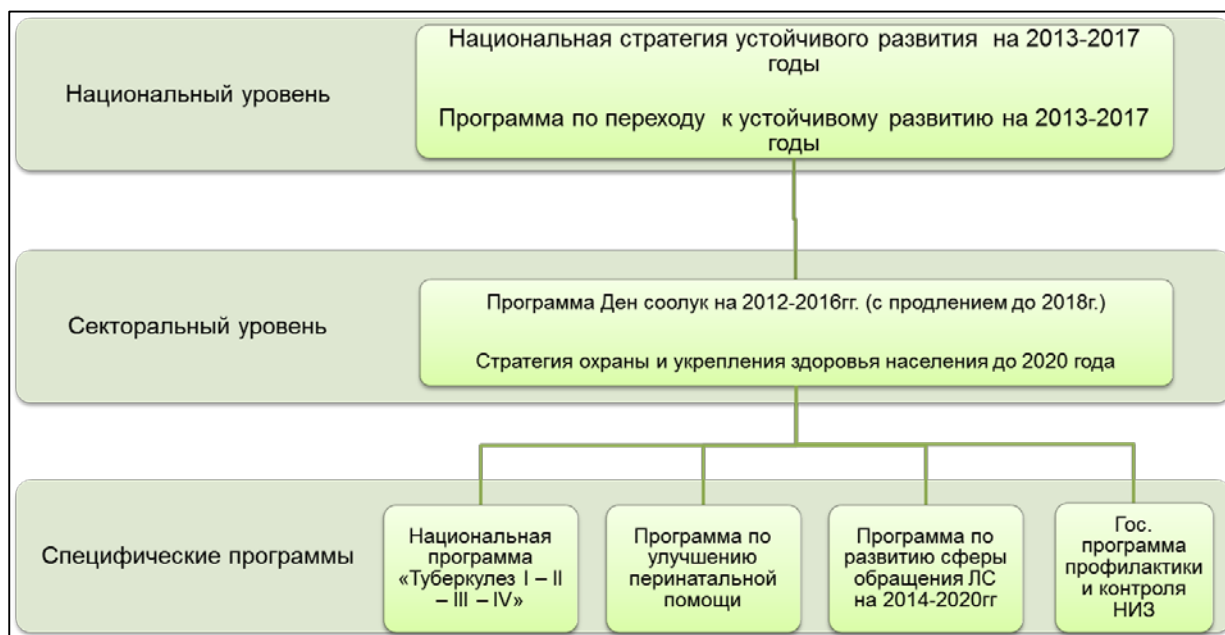 Национальный уровень
Национальная стратегия устойчивого развития на 2013-2017
годы
Программа по переходу к устойчивому развитию на 2013-2017
годы
Секторальный уровень
Программа Ден соолук на 2012-2016гг. (с продлением до 2018г.)
Стратегия охраны и укрепления здоровья населения до 2020 года
Специфические программы
Национальная
программа
«Туберкулез I – II
– III – IV»
Программа по
улучшению
перинатальной
помощи
Программа по
развитию сферы
обращения ЛС
на 2014-2020гг
Гос.
программа
профилактики
и контроля
НИЗ